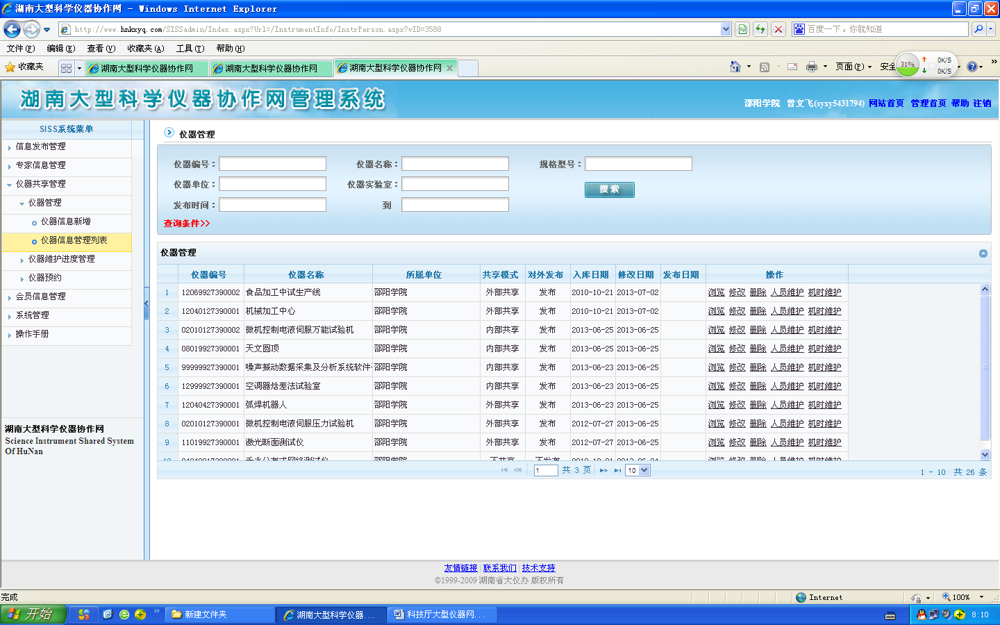 湖南大型科学仪器协作网 - Windows Internet Explorer
http://www.hnkxyq.com/SISSadmin/Index.aspx?Url=/InstrumentInfo/InstrPerson.aspx?vID=3588
百度一下，你就知道
文件(F) 编辑(E) 查看(V) 收藏夹(A) 工具(T) 帮助(H)
收藏夹 湖南大型科学仪器协作网 湖南大型科学仪器协作网 湖南大型科学仪器协作网 页面(P) 安全 31% 0K/S 0K/S
湖南大型科学仪器协作网管理系统
邵阳学院 曾文飞(syxy5431794) 网站首页 管理首页 帮助 注销
SISS系统菜单
信息发布管理
专家信息管理
仪器共享管理
仪器管理
仪器信息新增
仪器信息管理列表
仪器维护进度管理
仪器预约
会员信息管理
系统管理
操作手册
湖南大型科学仪器协作网
Science Instrument Shared System
Of HuNan
仪器管理
仪器编号： 仪器名称： 规格型号：
仪器单位： 仪器实验室： 搜 索
发布时间： 到
查询条件>>
仪器管理
仪器编号 仪器名称 所属单位 共享模式 对外发布 入库日期 修改日期 发布日期 操作
1 12069927390002 食品加工中试生产线 邵阳学院 外部共享 发布 2010-10-21 2013-07-02 浏览 修改 删除 人员维护 机时维护
2 12040127390001 机械加工中心 邵阳学院 外部共享 发布 2010-10-21 2013-07-02 浏览 修改 删除 人员维护 机时维护
3 02010127390002 微机控制电液伺服万能试验机 邵阳学院 内部共享 发布 2013-06-25 2013-06-25 浏览 修改 删除 人员维护 机时维护
4 08019927390001 天文圆顶 邵阳学院 内部共享 发布 2013-06-25 2013-06-25 浏览 修改 删除 人员维护 机时维护
5 99999927390001 噪声振动数据采集及分析系统软件 邵阳学院 内部共享 发布 2013-06-23 2013-06-25 浏览 修改 删除 人员维护 机时维护
6 12999927390001 空调器焓差法试验室 邵阳学院 内部共享 发布 2013-06-23 2013-06-25 浏览 修改 删除 人员维护 机时维护
7 12040427390001 弧焊机器人 邵阳学院 外部共享 发布 2013-06-23 2013-06-25 浏览 修改 删除 人员维护 机时维护
8 02010127390001 微机控制电液伺服压力试验机 邵阳学院 外部共享 发布 2012-07-27 2013-06-25 浏览 修改 删除 人员维护 机时维护
9 11019927390001 激光断面测试仪 邵阳学院 外部共享 发布 2012-07-27 2013-06-25 浏览 修改 删除 人员维护 机时维护
1 共 3 页 10 1 - 10 共 26 条
友情链接 | 联系我们 | 技术支持
©1999-2009 湖南省大仪办 版权所有
完成 Internet 100%
开始 新建文件夹 湖南大型科学仪器... 科技厅大型仪器网... 8:10